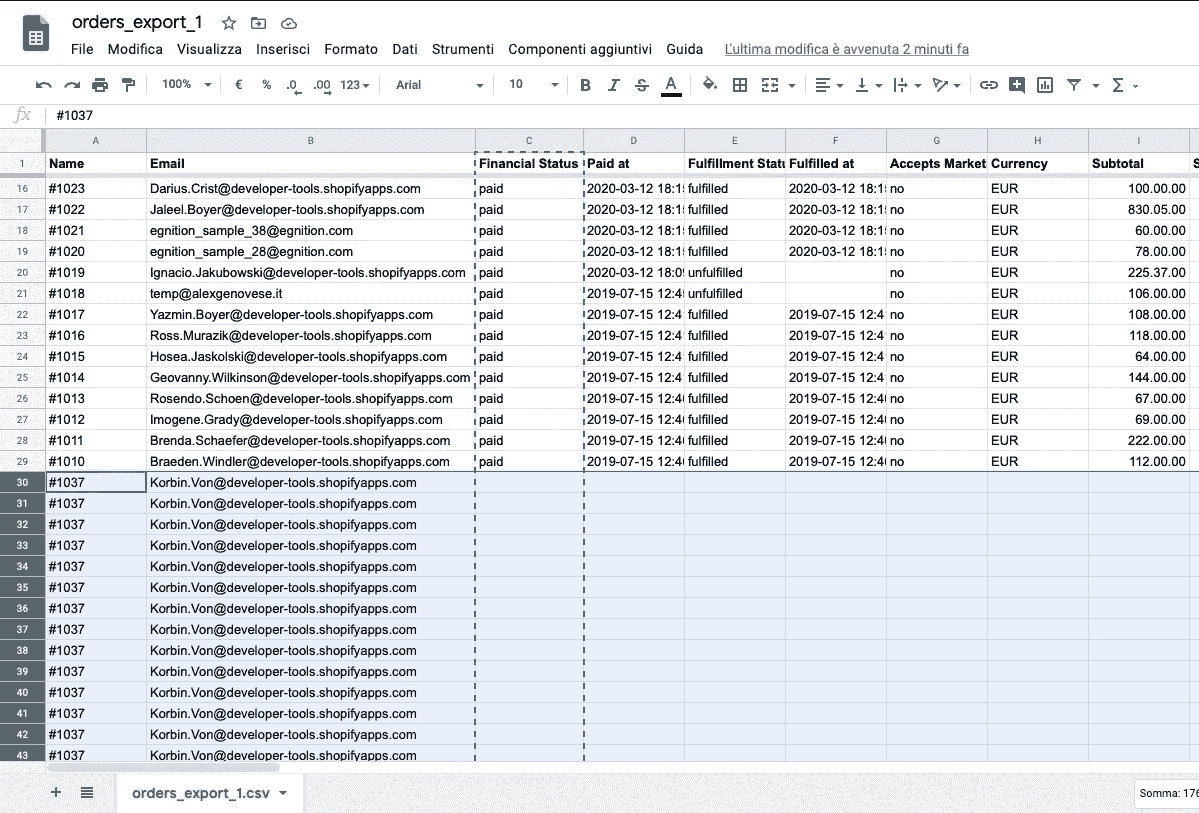 orders_export_1
File Modifica Visualizza Inserisci Formato Dati Strumenti Componenti aggiuntivi Guida L'ultima modifica è avvenuta 2 minuti fa
100% € % .0 .00 123 Arial 10 B I S A
fx #1037
A B C D E F G H I
1 Name Email Financial Status Paid at Fulfillment Statu Fulfilled at Accepts Market Currency Subtotal S
16 #1023 Darius.Crist@developer-tools.shopifyapps.com paid 2020-03-12 18:1 fulfilled 2020-03-12 18:1 no EUR 100.00.00
17 #1022 Jaleel.Boyer@developer-tools.shopifyapps.com paid 2020-03-12 18:1 fulfilled 2020-03-12 18:1 no EUR 830.05.00
18 #1021 egnition_sample_38@egnition.com paid 2020-03-12 18:1 fulfilled 2020-03-12 18:1 no EUR 60.00.00
19 #1020 egnition_sample_28@egnition.com paid 2020-03-12 18:1 fulfilled 2020-03-12 18:1 no EUR 78.00.00
20 #1019 Ignacio.Jakubowski@developer-tools.shopifyapps.com paid 2020-03-12 18:0 unfulfilled no EUR 225.37.00
21 #1018 temp@alexgenovese.it paid 2019-07-15 12:4 unfulfilled no EUR 106.00.00
22 #1017 Yazmin.Boyer@developer-tools.shopifyapps.com paid 2019-07-15 12:4 fulfilled 2019-07-15 12:4 no EUR 108.00.00
23 #1016 Ross.Murazik@developer-tools.shopifyapps.com paid 2019-07-15 12:4 fulfilled 2019-07-15 12:4 no EUR 118.00.00
24 #1015 Hosea.Jaskolski@developer-tools.shopifyapps.com paid 2019-07-15 12:4 fulfilled 2019-07-15 12:4 no EUR 64.00.00
25 #1014 Geovanny.Wilkinson@developer-tools.shopifyapps.com paid 2019-07-15 12:4 fulfilled 2019-07-15 12:4 no EUR 144.00.00
26 #1013 Rosendo.Schoen@developer-tools.shopifyapps.com paid 2019-07-15 12:4 fulfilled 2019-07-15 12:4 no EUR 67.00.00
27 #1012 Imogene.Grady@developer-tools.shopifyapps.com paid 2019-07-15 12:4 fulfilled 2019-07-15 12:4 no EUR 69.00.00
28 #1011 Brenda.Schaefer@developer-tools.shopifyapps.com paid 2019-07-15 12:4 fulfilled 2019-07-15 12:4 no EUR 222.00.00
29 #1010 Braeden.Windler@developer-tools.shopifyapps.com paid 2019-07-15 12:4 fulfilled 2019-07-15 12:4 no EUR 112.00.00
30 #1037 Korbin.Von@developer-tools.shopifyapps.com
31 #1037 Korbin.Von@developer-tools.shopifyapps.com
32 #1037 Korbin.Von@developer-tools.shopifyapps.com
33 #1037 Korbin.Von@developer-tools.shopifyapps.com
34 #1037 Korbin.Von@developer-tools.shopifyapps.com
35 #1037 Korbin.Von@developer-tools.shopifyapps.com
36 #1037 Korbin.Von@developer-tools.shopifyapps.com
37 #1037 Korbin.Von@developer-tools.shopifyapps.com
38 #1037 Korbin.Von@developer-tools.shopifyapps.com
39 #1037 Korbin.Von@developer-tools.shopifyapps.com
40 #1037 Korbin.Von@developer-tools.shopifyapps.com
41 #1037 Korbin.Von@developer-tools.shopifyapps.com
42 #1037 Korbin.Von@developer-tools.shopifyapps.com
43 #1037 Korbin.Von@developer-tools.shopifyapps.com
orders_export_1.csv Somma: 176